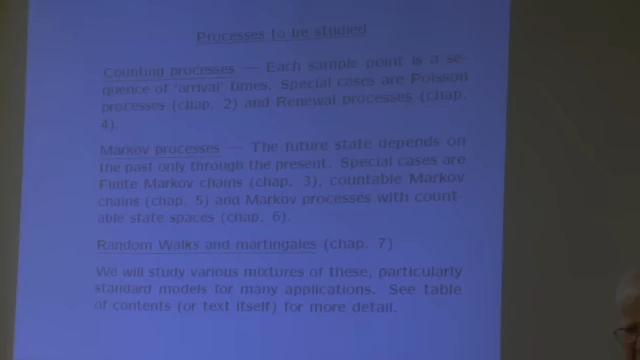 Processes to be studied
Counting processes — Each sample point is a se-
quence of 'arrival' times. Special cases are Poisson
processes (chap. 2) and Renewal processes (chap.
4).
Markov processes — The future state depends on
the past only through the present. Special cases are
Finite Markov chains (chap. 3), countable Markov
chains (chap. 5) and Markov processes with count-
able state spaces (chap. 6).
Random Walks and martingales (chap. 7)
We will study various mixtures of these, particularly
standard models for many applications. See table
of contents (or text itself) for more detail.